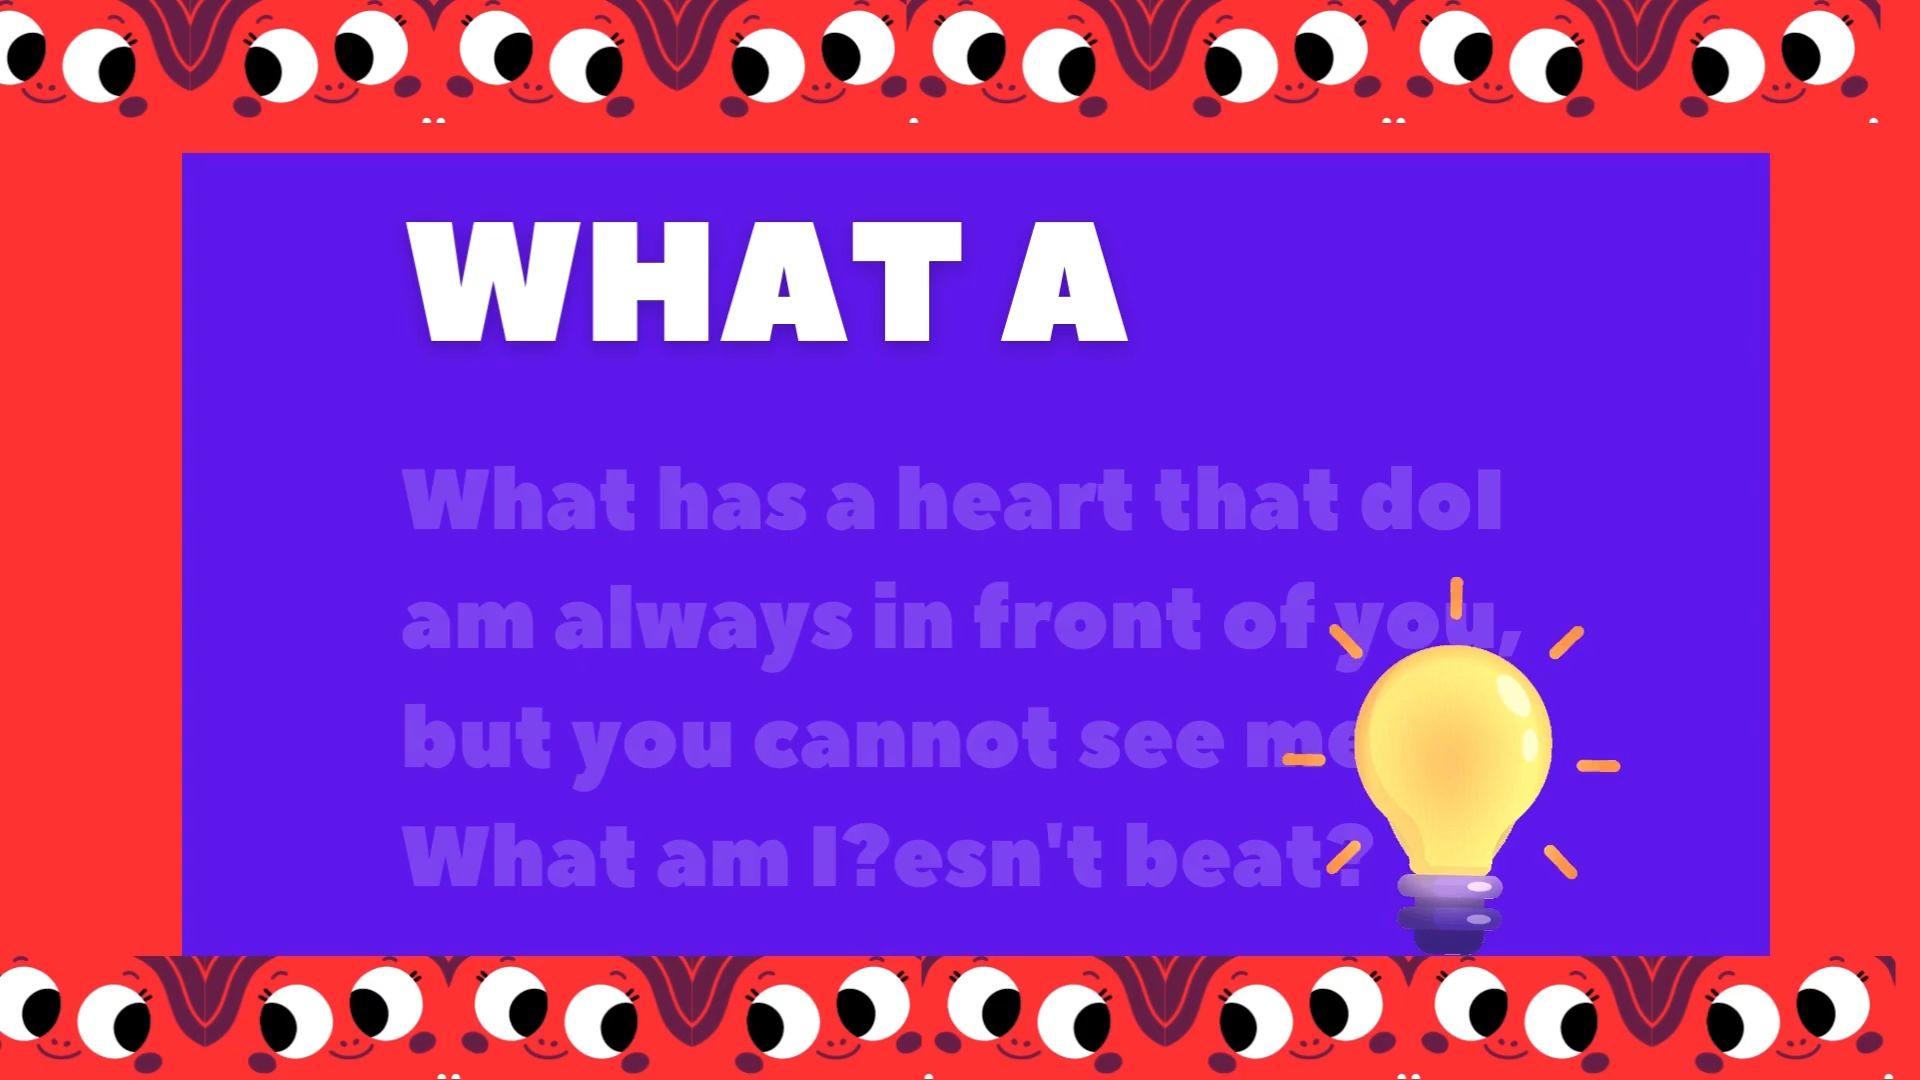 WHAT A
What has a heart that doI
am always in front of you,
but you cannot see me
What am I?esn't beat?